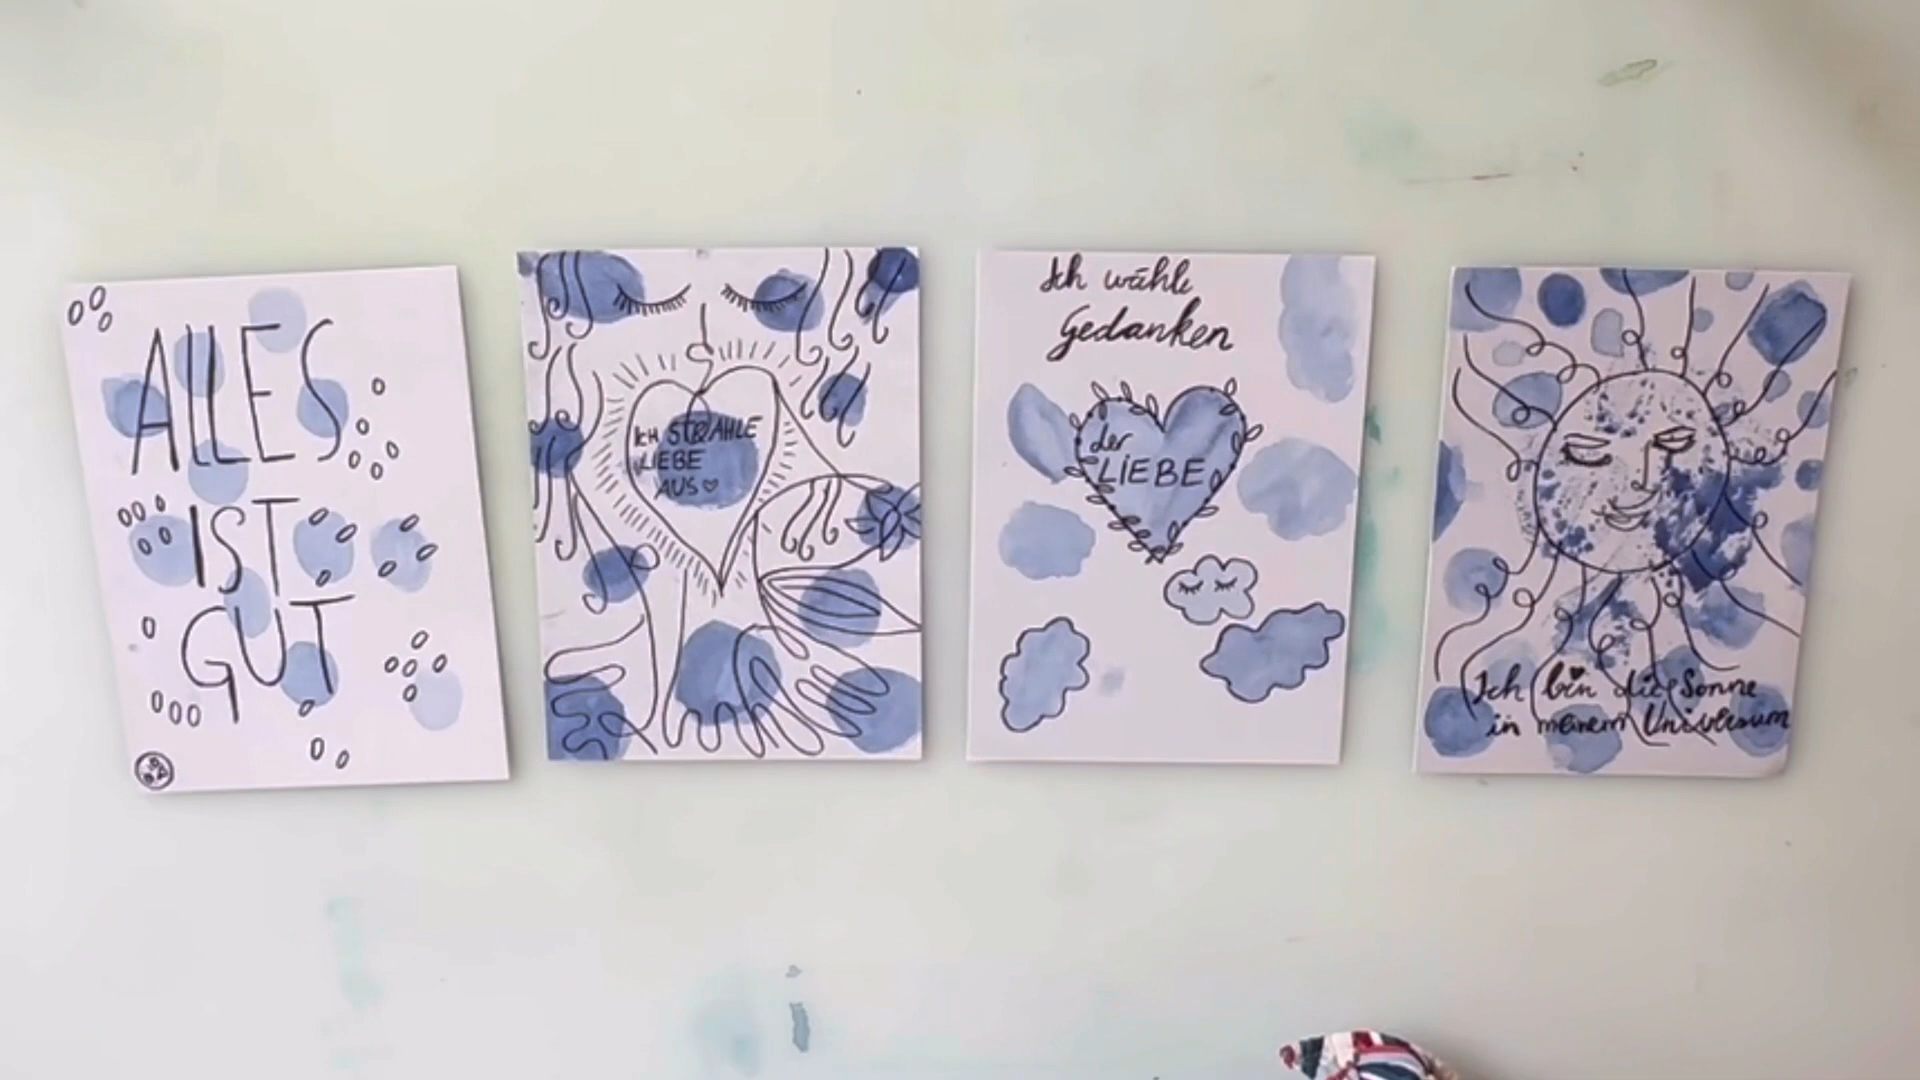 ALLES
IST
GUT
ICH STRAHLE
LIEBE
AUS
Ich wähle
Gedanken
der
LIEBE
Ich bin die Sonne
in meinem Universum